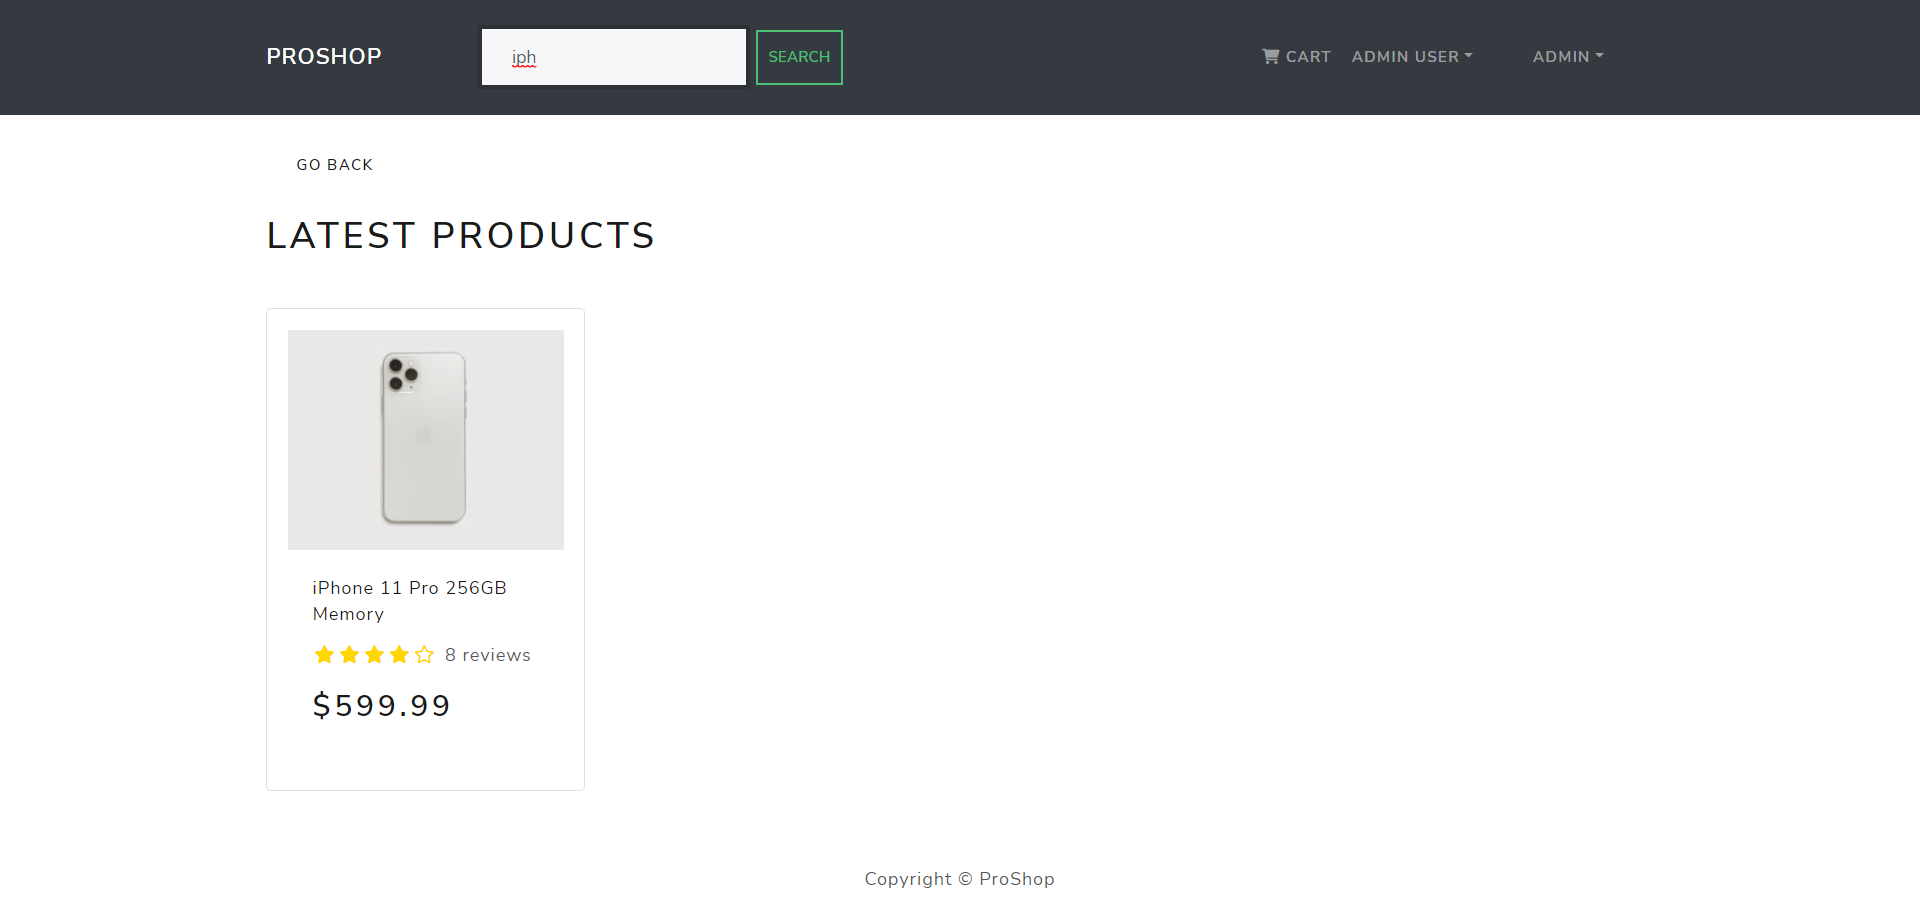 PROSHOP
iph
SEARCH
CART
ADMIN USER
ADMIN
GO BACK
LATEST PRODUCTS
iPhone 11 Pro 256GB
Memory
8 reviews
$599.99
Copyright © ProShop